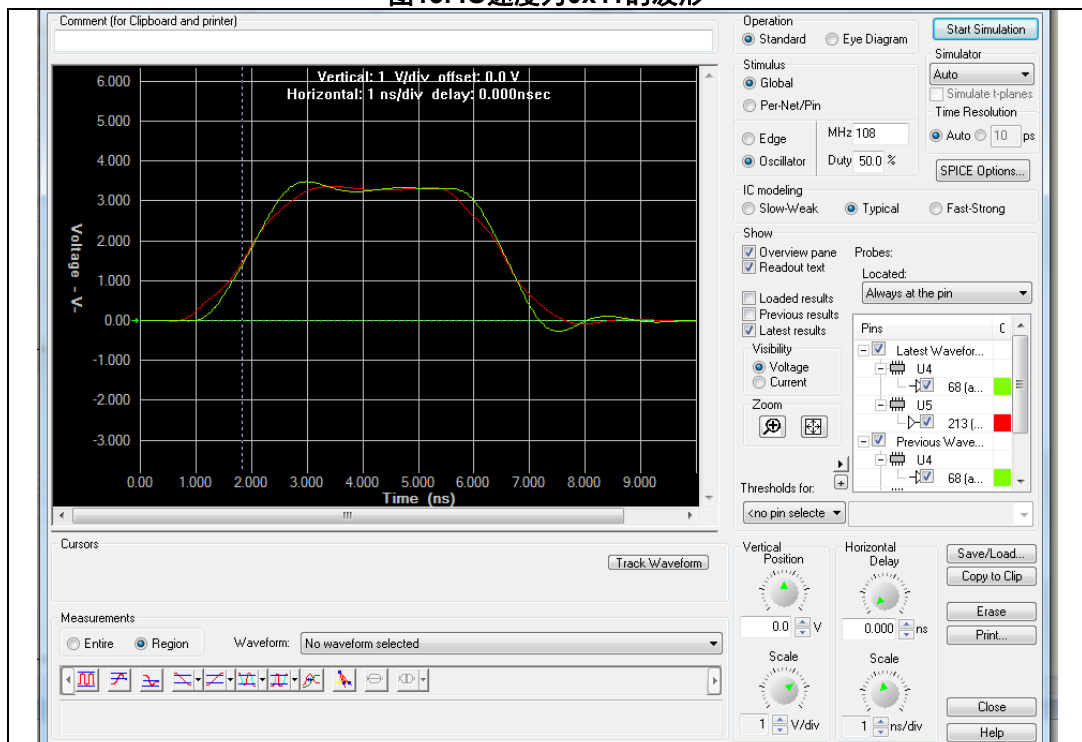 Comment (for Clipboard and printer)
Vertical: 1 V/div offset: 0.0 V
Horizontal: 1 ns/div delay: 0.000nsec
6.000
5.000
4.000
3.000
2.000
1.000
0.00
-1.000
-2.000
-3.000
Voltage -V-
0.00 1.000 2.000 3.000 4.000 5.000 6.000 7.000 8.000 9.000
Time (ns)
Cursors
Track Waveform
Measurements
Entire
Region
Waveform:
No waveform selected
Operation
Standard
Eye Diagram
Stimulus
Global
Per-Net/Pin
Edge
Oscillator
MHz 108
Duty 50.0 %
Start Simulation
Simulator
Auto
Simulate t-planes
Time Resolution
Auto
10 ps
SPICE Options...
IC modeling
Slow-Weak
Typical
Fast-Strong
Show
Overview pane
Readout text
Loaded results
Previous results
Latest results
Visibility
Voltage
Current
Zoom
Probes:
Located:
Always at the pin
Pins
Latest Wavefor...
U4
68 (a...
U5
213 (...
Previous Wave...
U4
68 (a...
Thresholds for:
<no pin selecte
Vertical
Position
0.0 V
Scale
1 V/div
Horizontal
Delay
0.000 ns
Scale
1 ns/div
Save/Load...
Copy to Clip
Erase
Print...
Close
Help